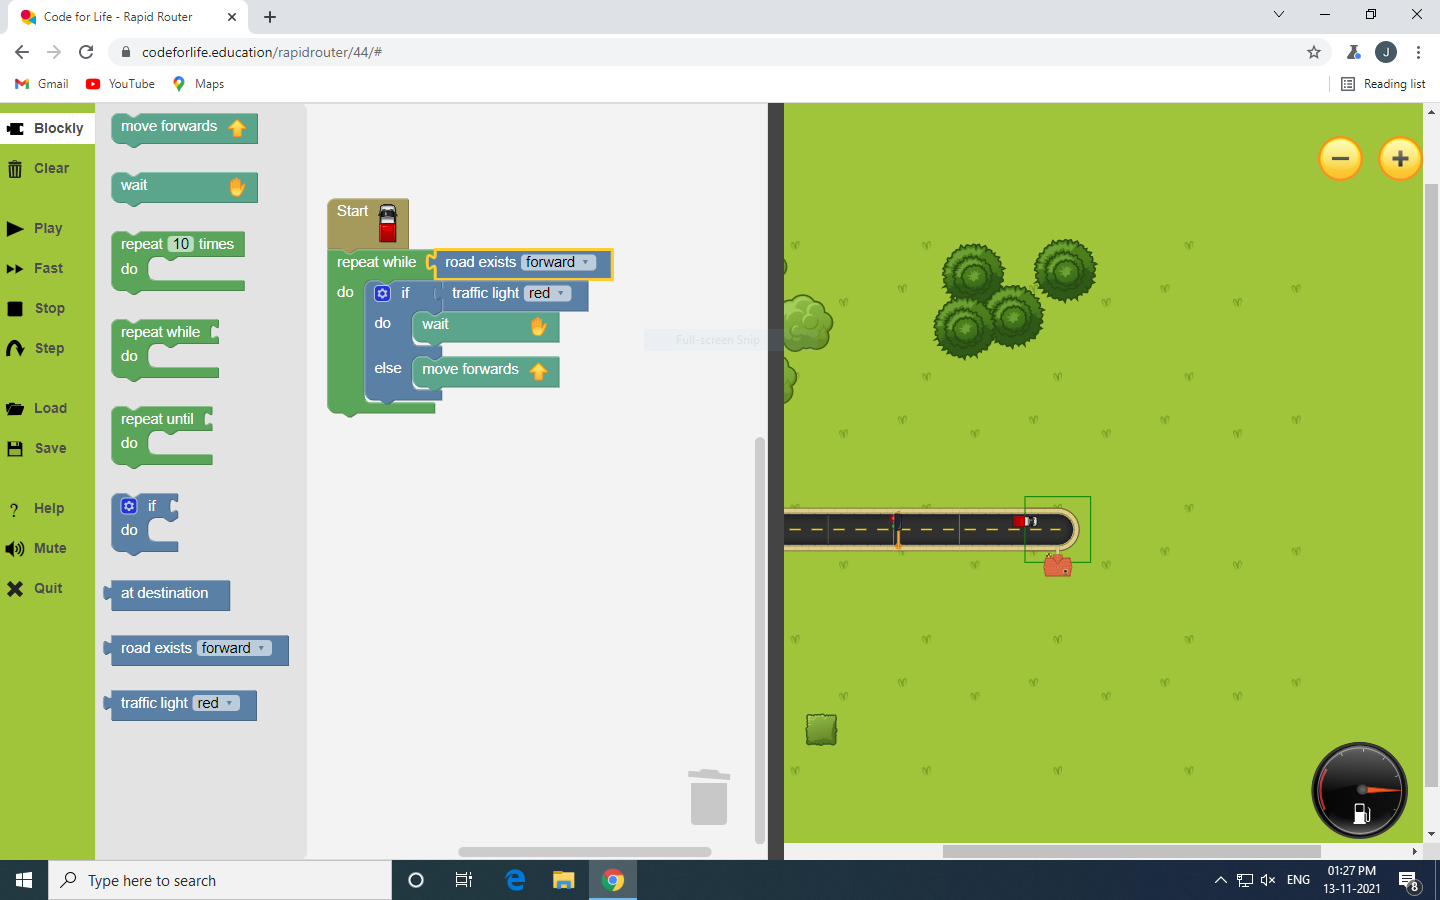 Code for Life - Rapid Router
codeforlife.education/rapidrouter/44/#
J
Gmail YouTube Maps Reading list
Blockly
Clear
Play
Fast
Stop
Step
Load
Save
Help
Mute
Quit
move forwards
wait
repeat 10 times
do
repeat while
do
repeat until
do
if
do
at destination
road exists forward
traffic light red
Start
repeat while road exists forward
do if traffic light red
do wait
else move forwards
Full-screen Snip
Type here to search
ENG
01:27 PM
13-11-2021
8